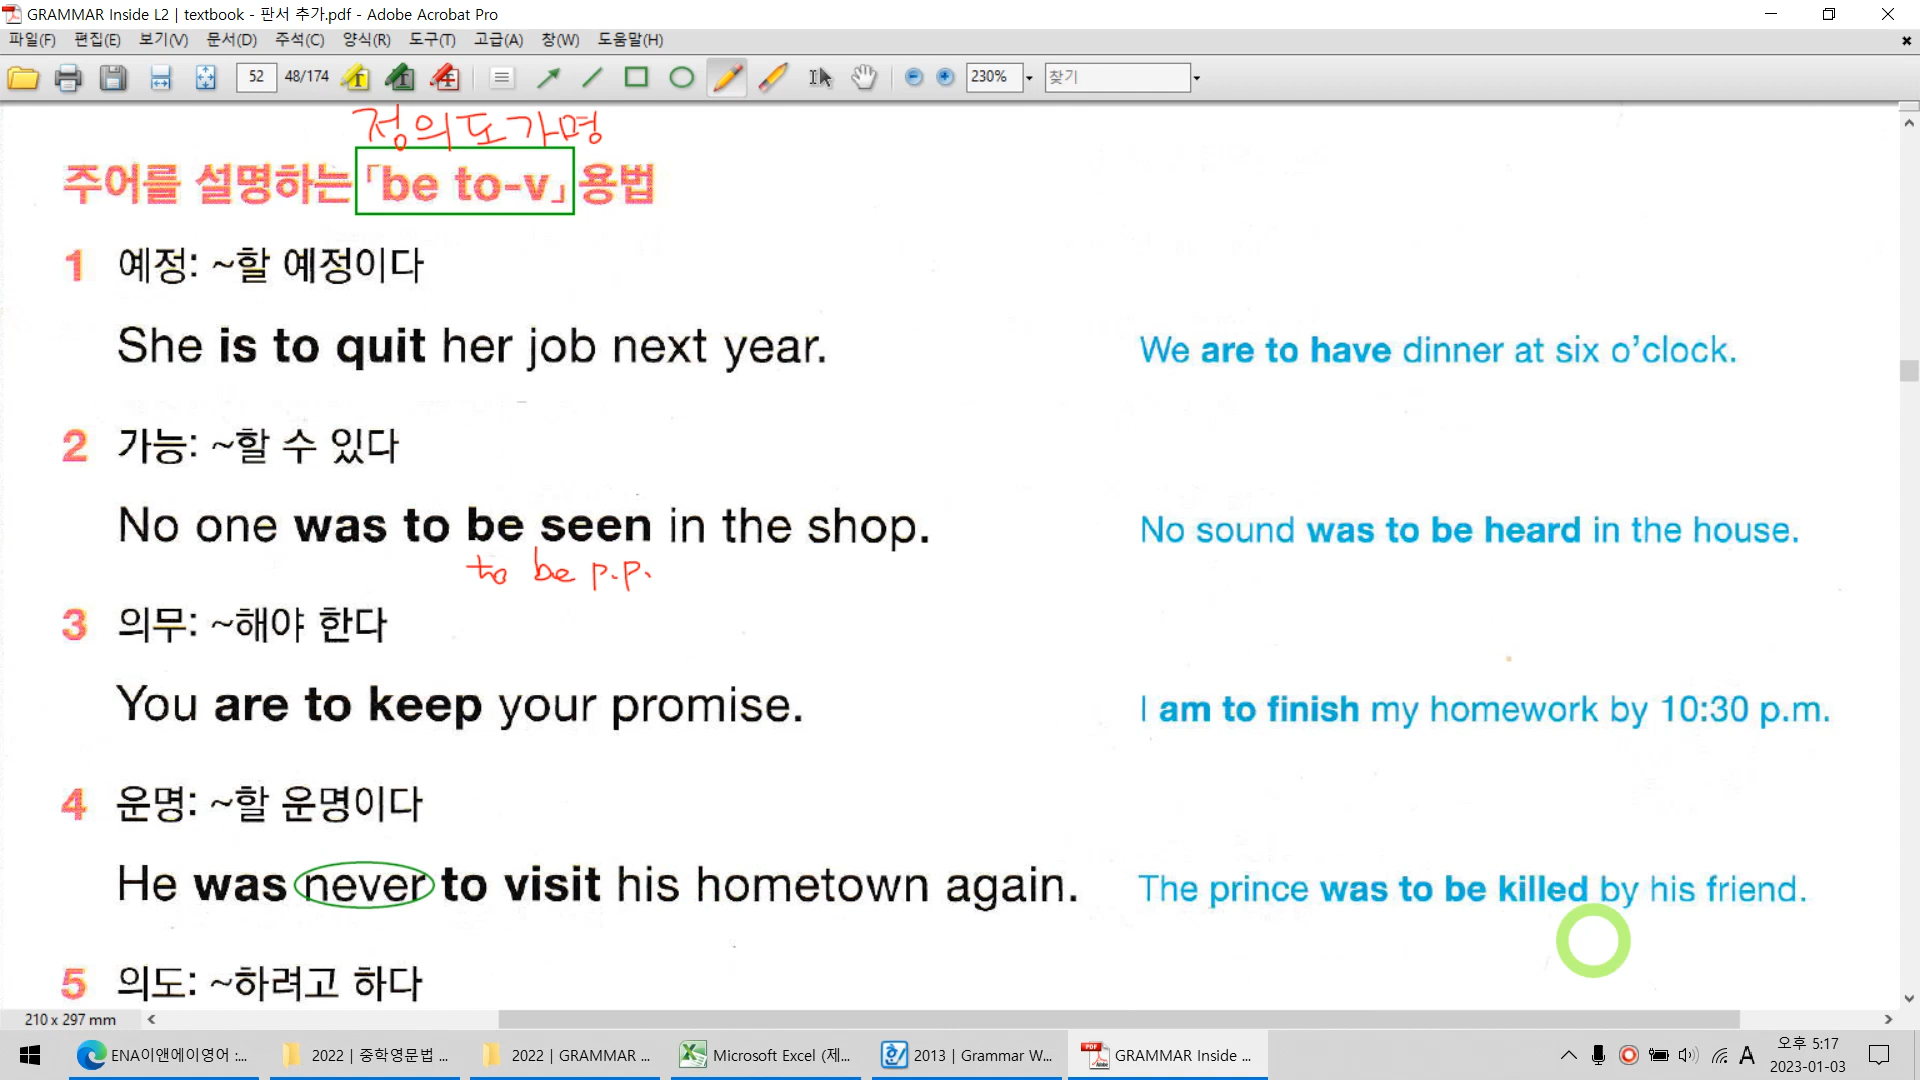 GRAMMAR Inside L2 | textbook - 판서 추가.pdf - Adobe Acrobat Pro
파일(F) 편집(E) 보기(V) 문서(D) 주석(C) 양식(R) 도구(T) 고급(A) 창(W) 도움말(H)
52 48/174 230% 찾기
정의도가명
주어를 설명하는 「be to-v」 용법
1 예정: ~할 예정이다
She is to quit her job next year. We are to have dinner at six o'clock.
2 가능: ~할 수 있다
No one was to be seen in the shop. No sound was to be heard in the house.
to be p.p.
3 의무: ~해야 한다
You are to keep your promise. I am to finish my homework by 10:30 p.m.
4 운명: ~할 운명이다
He was never to visit his hometown again. The prince was to be killed by his friend.
5 의도: ~하려고 하다
210 x 297 mm
ENA이앤에이영어 :... 2022 | 중학영문법 ... 2022 | GRAMMAR ... Microsoft Excel (제... 2013 | Grammar W... GRAMMAR Inside ... A 오후 5:17
2023-01-03